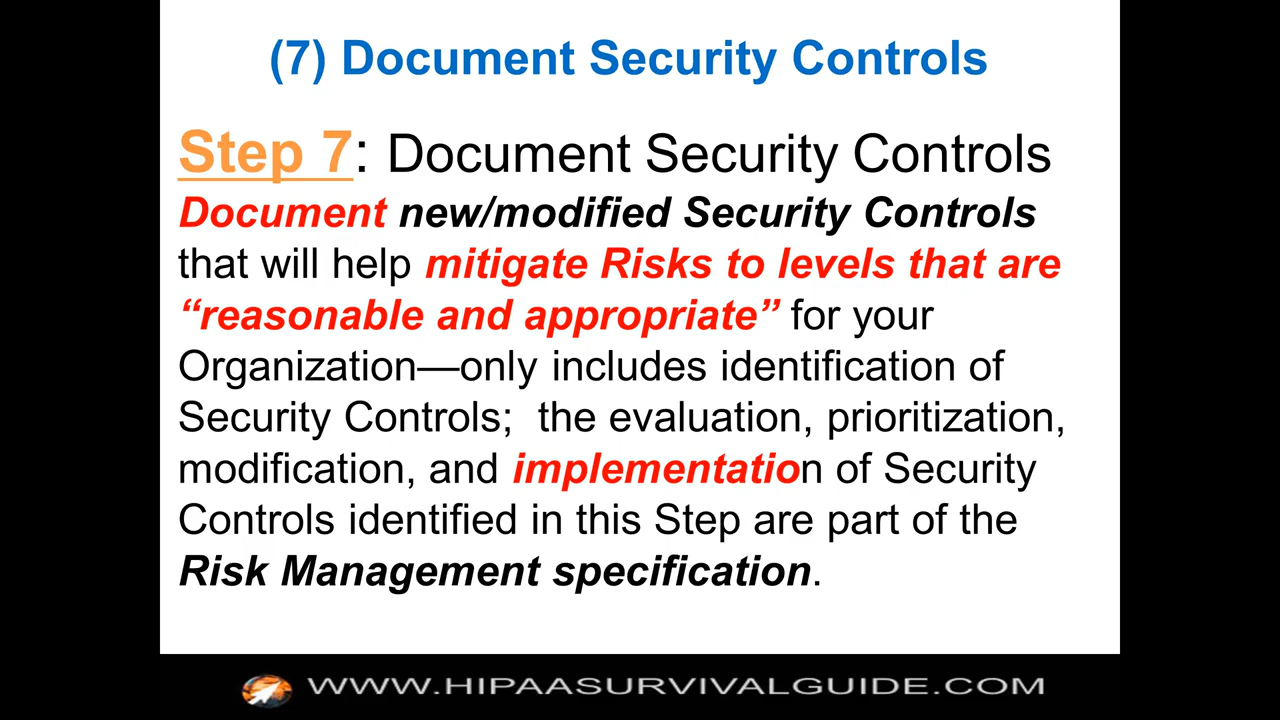 (7) Document Security Controls
Step 7: Document Security Controls
Document new/modified Security Controls
that will help mitigate Risks to levels that are
“reasonable and appropriate” for your
Organization—only includes identification of
Security Controls;  the evaluation, prioritization,
modification, and implementation of Security
Controls identified in this Step are part of the
Risk Management specification.
WWW.HIPAASURVIVALGUIDE.COM